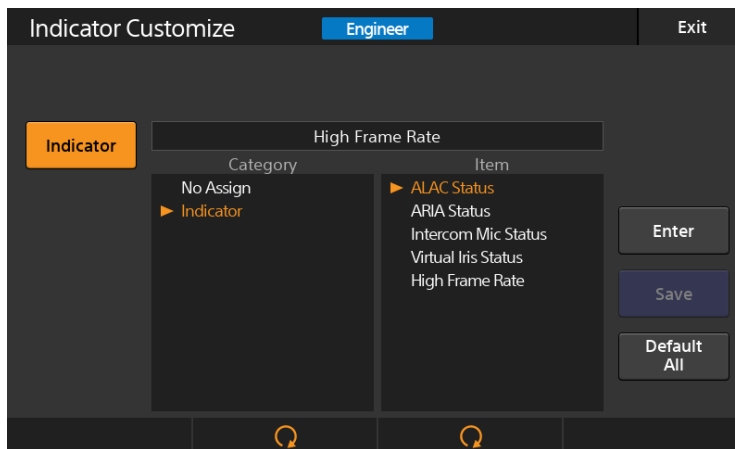 Indicator Customize
Engineer
Exit
Indicator
High Frame Rate
Category
Item
No Assign
Indicator
ALAC Status
ARIA Status
Intercom Mic Status
Virtual Iris Status
High Frame Rate
Enter
Save
Default
All